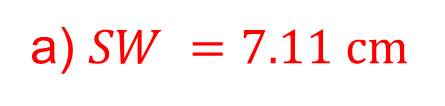 a) SW = 7.11 cm